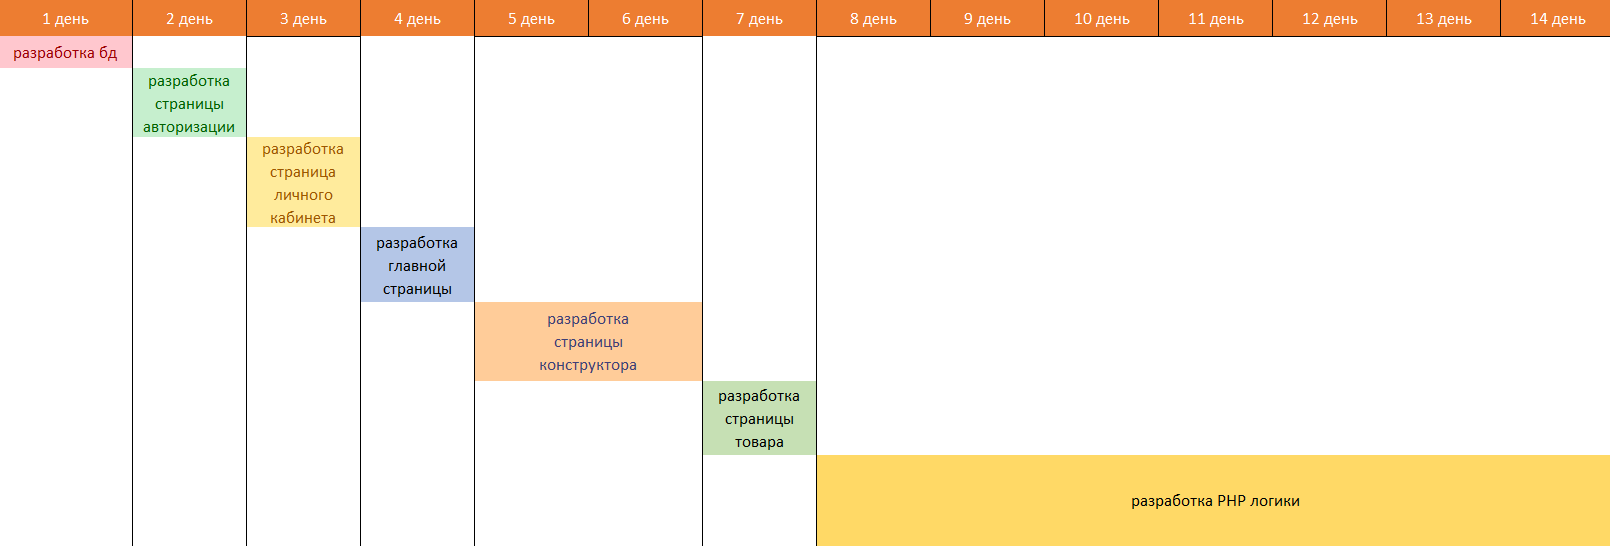 1 день
2 день
3 день
4 день
5 день
6 день
7 день
8 день
9 день
10 день
11 день
12 день
13 день
14 день
разработка бд
разработка
страницы
авторизации
разработка
страница
личного
кабинета
разработка
главной
страницы
разработка
страницы
конструктора
разработка
страницы
товара
разработка PHP логики